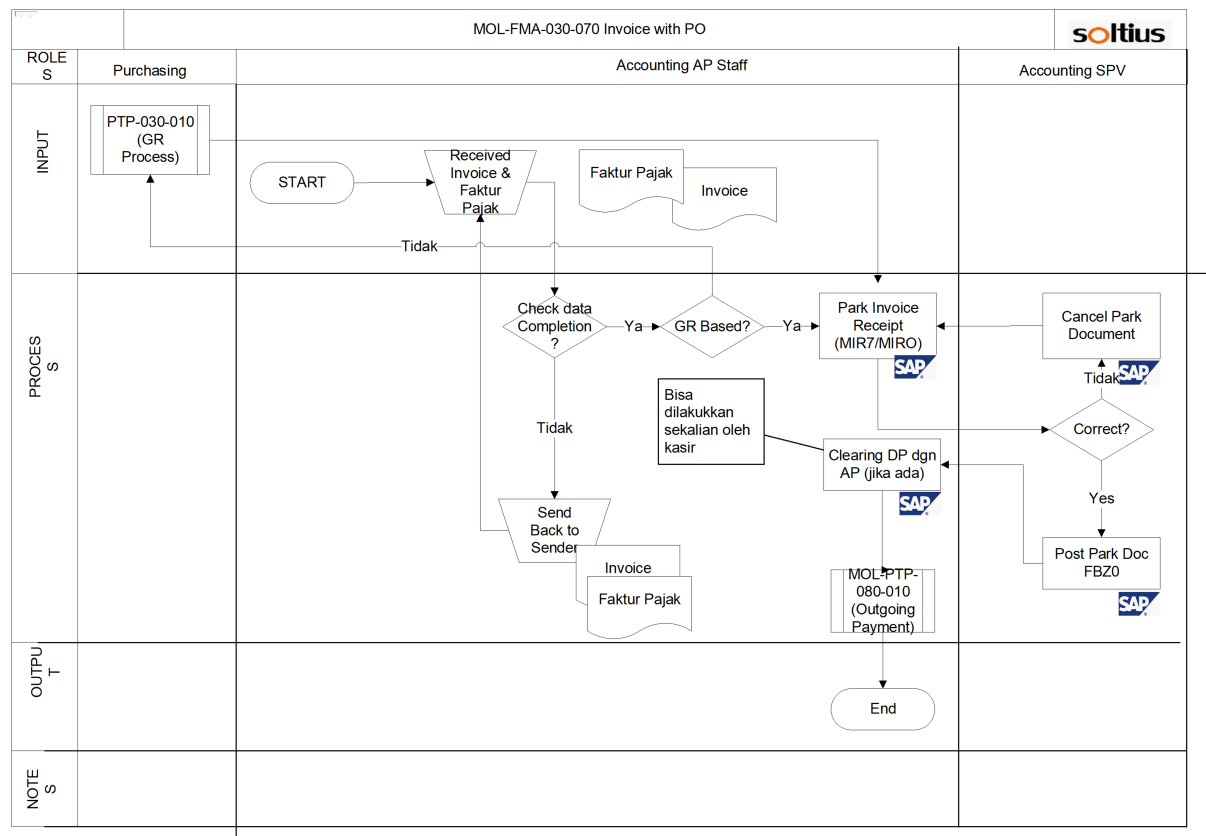 MOL-FMA-030-070 Invoice with PO
soltius
ROLE
S
Purchasing
Accounting AP Staff
Accounting SPV
INPUT
PTP-030-010
(GR
Process)
START
Received
Invoice &
Faktur
Pajak
Faktur Pajak
Invoice
Tidak
PROCES
S
Check data
Completion
?
Ya
GR Based?
Ya
Park Invoice
Receipt
(MIR7/MIRO)
SAP
Cancel Park
Document
SAP
Tidak
Bisa
dilakukkan
sekalian oleh
kasir
Tidak
Correct?
Clearing DP dgn
AP (jika ada)
SAP
Yes
Send
Back to
Sender
Invoice
Faktur Pajak
Post Park Doc
FBZ0
SAP
MOL-PTP-
080-010
(Outgoing
Payment)
OUTPU
T
End
NOTE
S